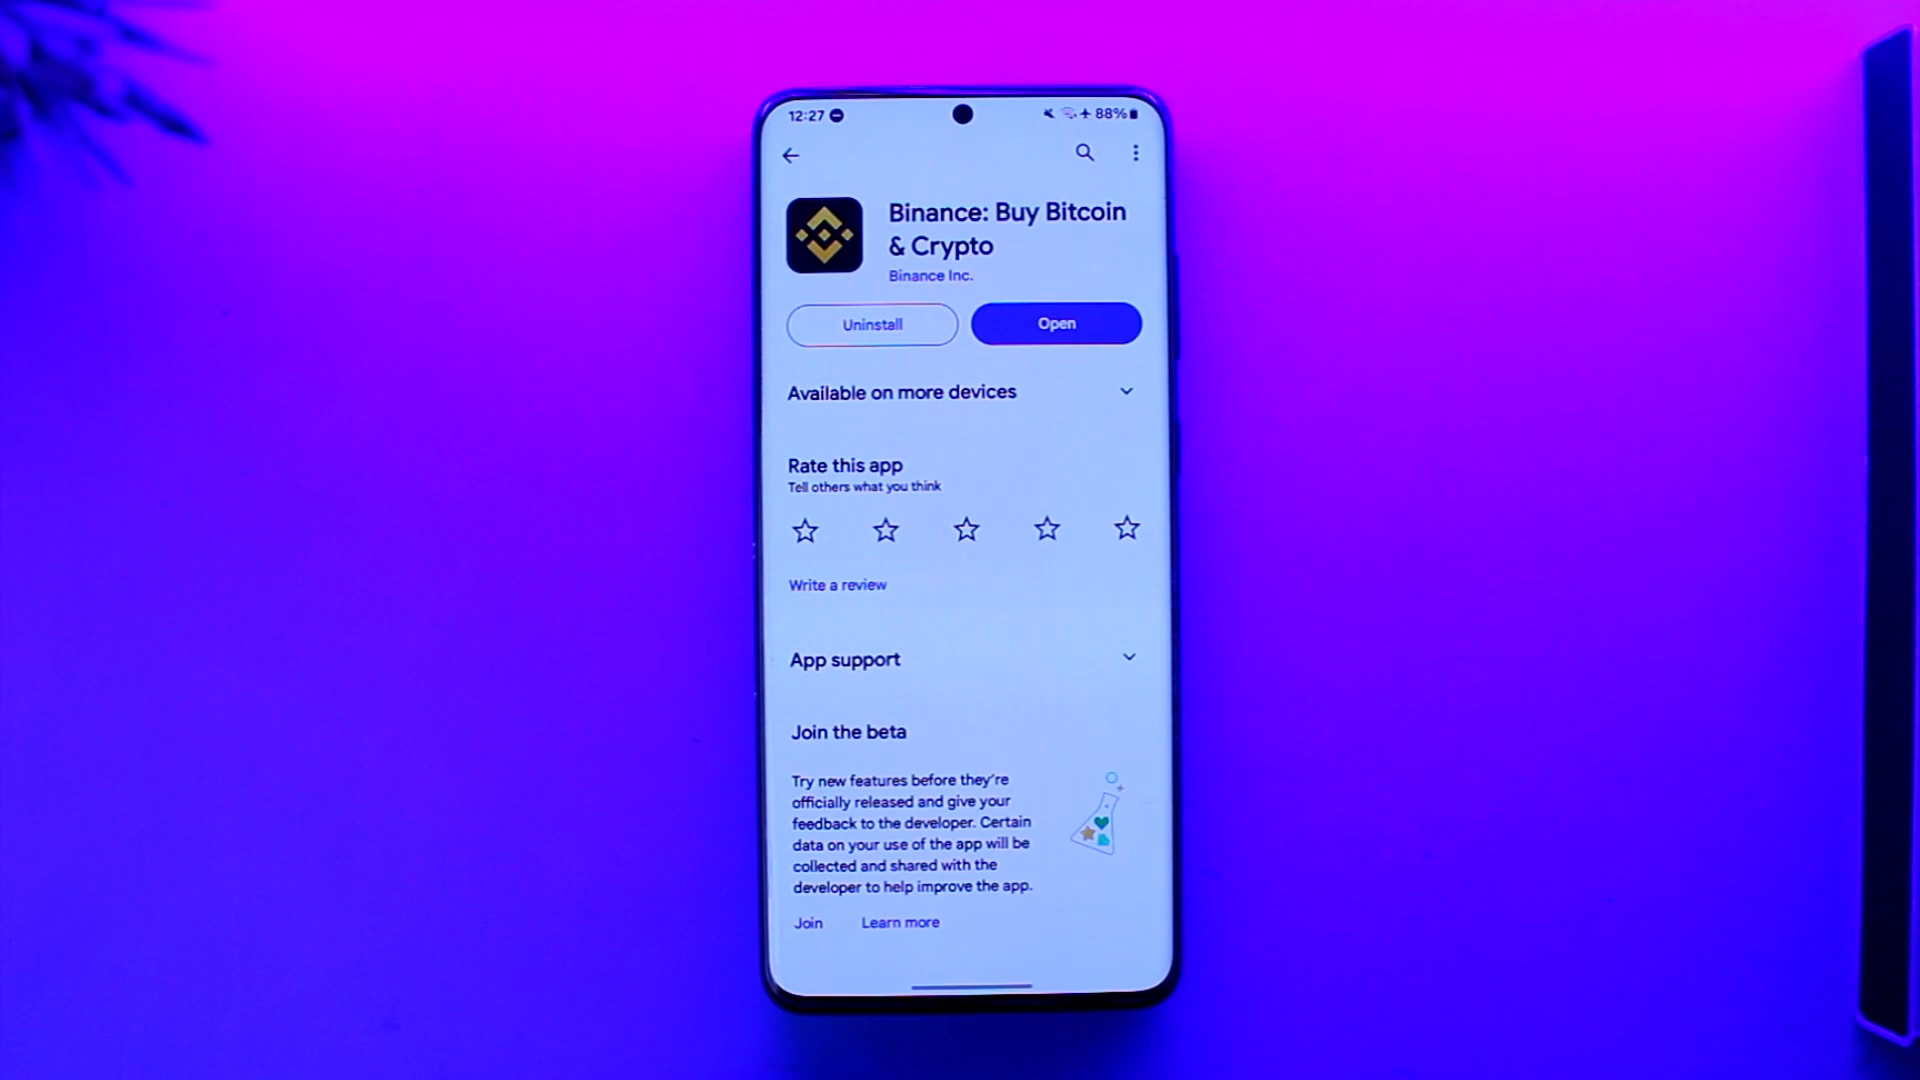 12:27
88%
Binance: Buy Bitcoin
& Crypto
Binance Inc.
Uninstall
Open
Available on more devices
Rate this app
Tell others what you think
Write a review
App support
Join the beta
Try new features before they're
officially released and give your
feedback to the developer. Certain
data on your use of the app will be
collected and shared with the
developer to help improve the app.
Join
Learn more